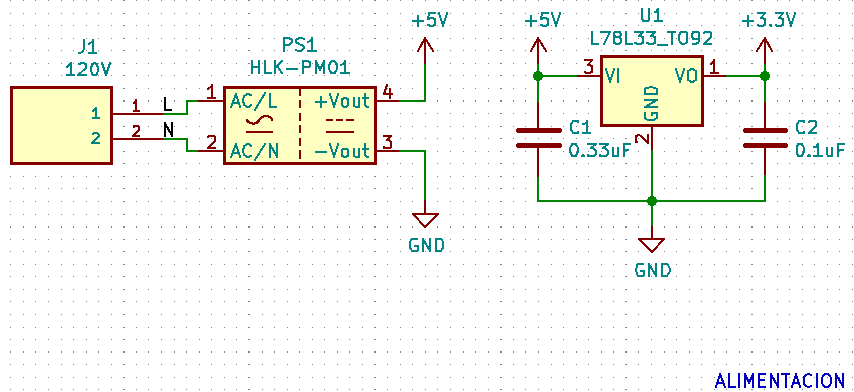 J1
120V
1
2
1
2
L
N
PS1
HLK-PM01
1
2
AC/L
AC/N
+Vout
-Vout
4
3
+5V
GND
+5V
C1
0.33uF
U1
L78L33_TO92
3
VI
VO
1
GND
2
+3.3V
C2
0.1uF
GND
ALIMENTACION